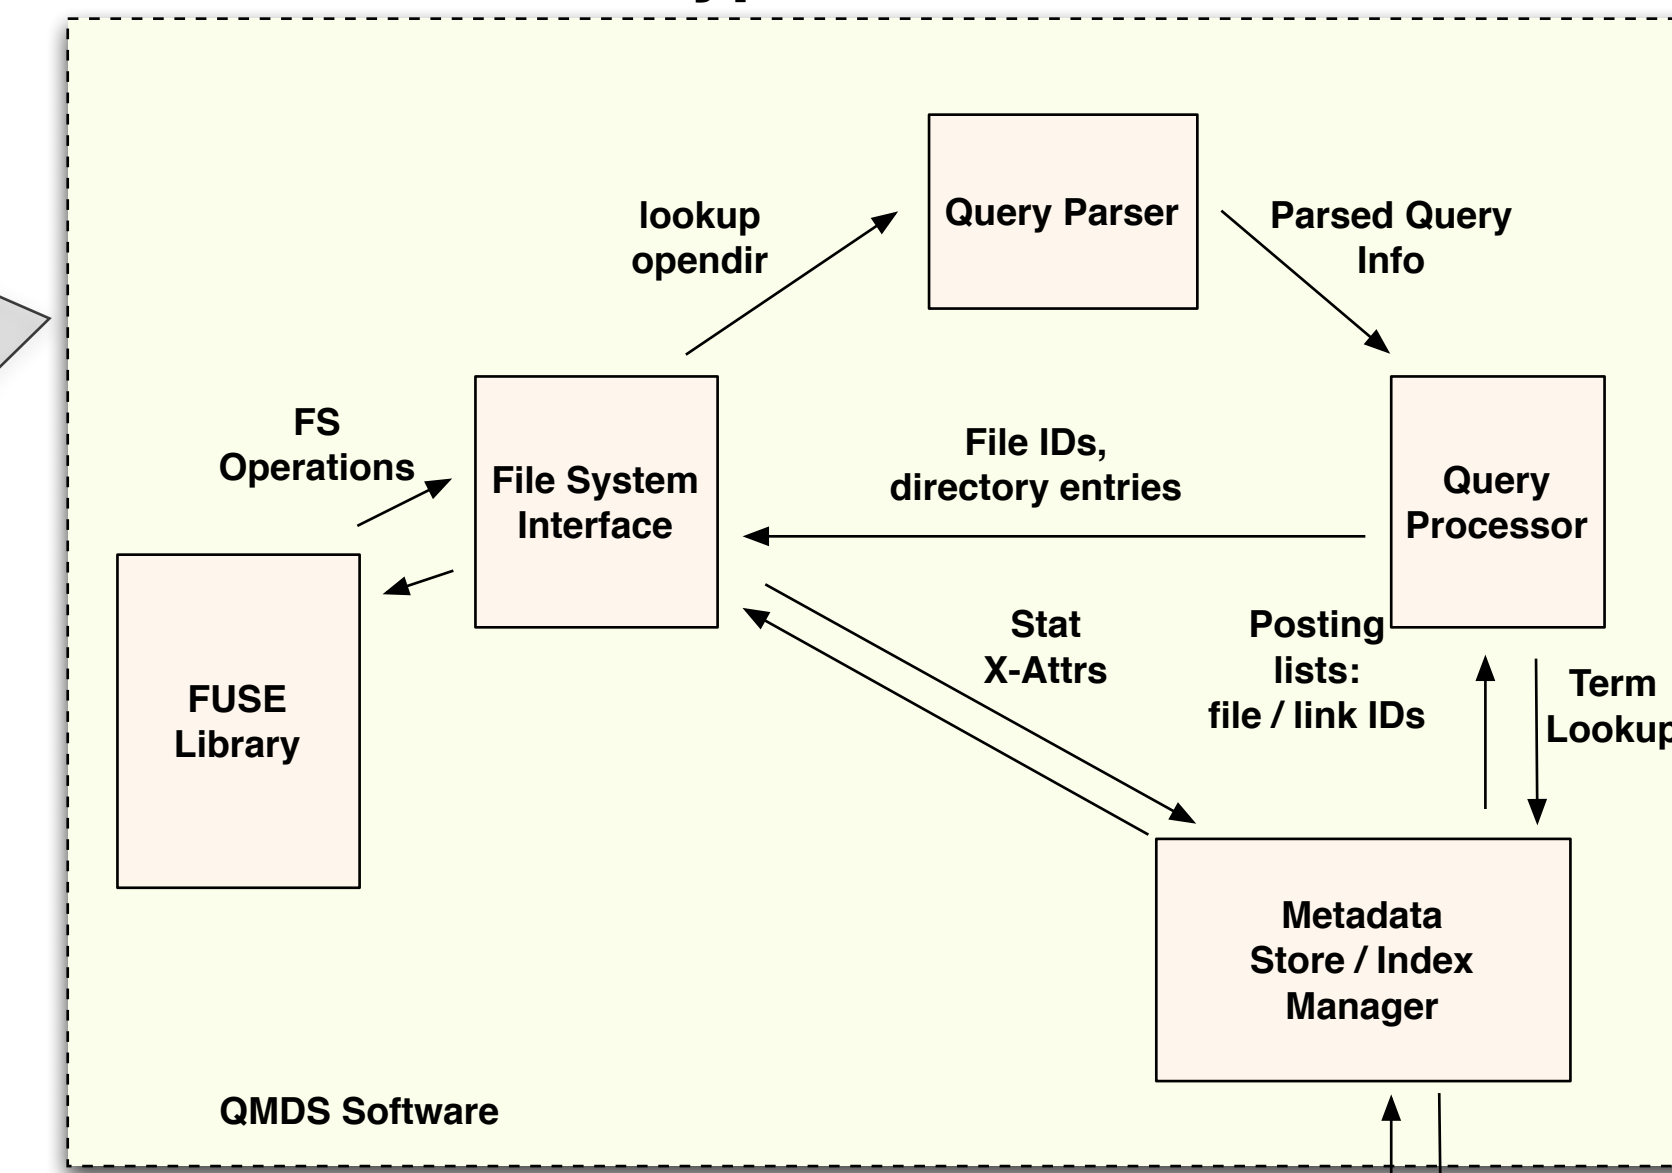 lookup
opendir
Query Parser
Parsed Query
Info
FS
Operations
File System
Interface
File IDs,
directory entries
Query
Processor
FUSE
Library
Stat
X-Attrs
Posting
lists:
file / link IDs
Term
Lookup
Metadata
Store / Index
Manager
QMDS Software